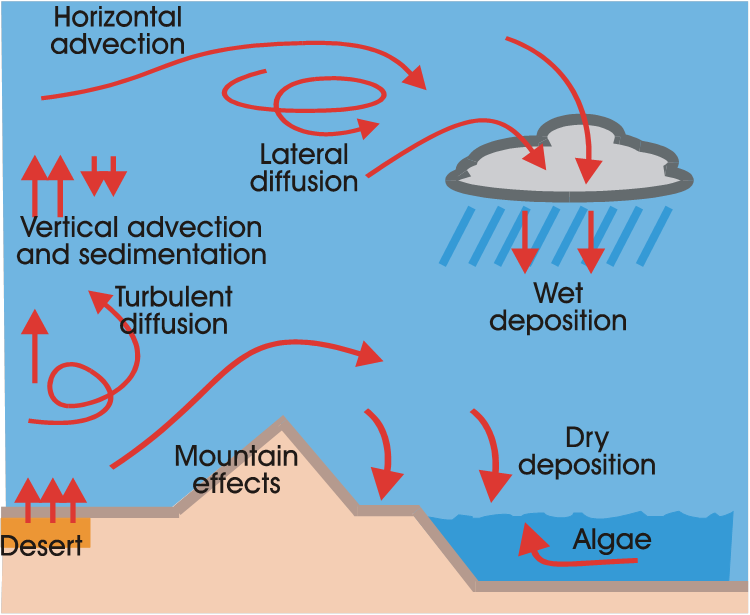 Horizontal
advection
Lateral
diffusion
Vertical advection
and sedimentation
Turbulent
diffusion
Wet
deposition
Mountain
effects
Dry
deposition
Desert
Algae